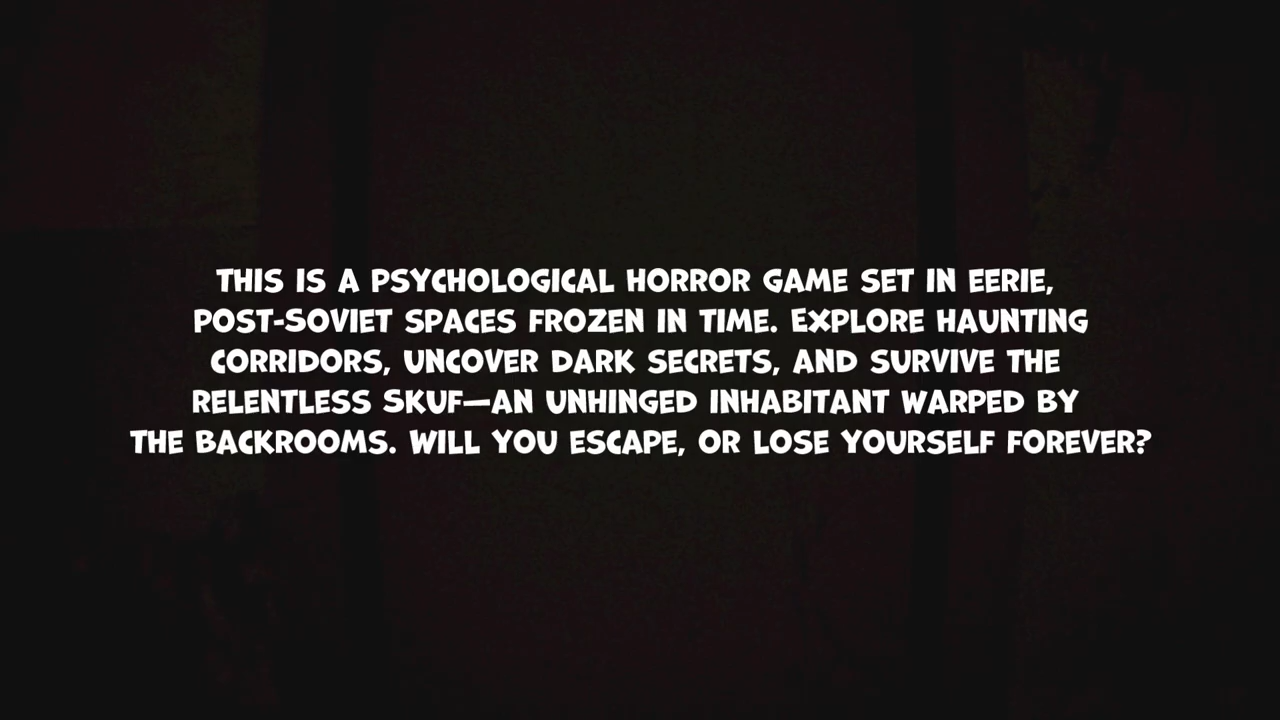 THIS IS A PSYCHOLOGICAL HORROR GAME SET IN EERIE,
POST-SOVIET SPACES FROZEN IN TIME. EXPLORE HAUNTING
CORRIDORS, UNCOVER DARK SECRETS, AND SURVIVE THE
RELENTLESS SKUF—AN UNHINGED INHABITANT WARPED BY
THE BACKROOMS. WILL YOU ESCAPE, OR LOSE YOURSELF FOREVER?